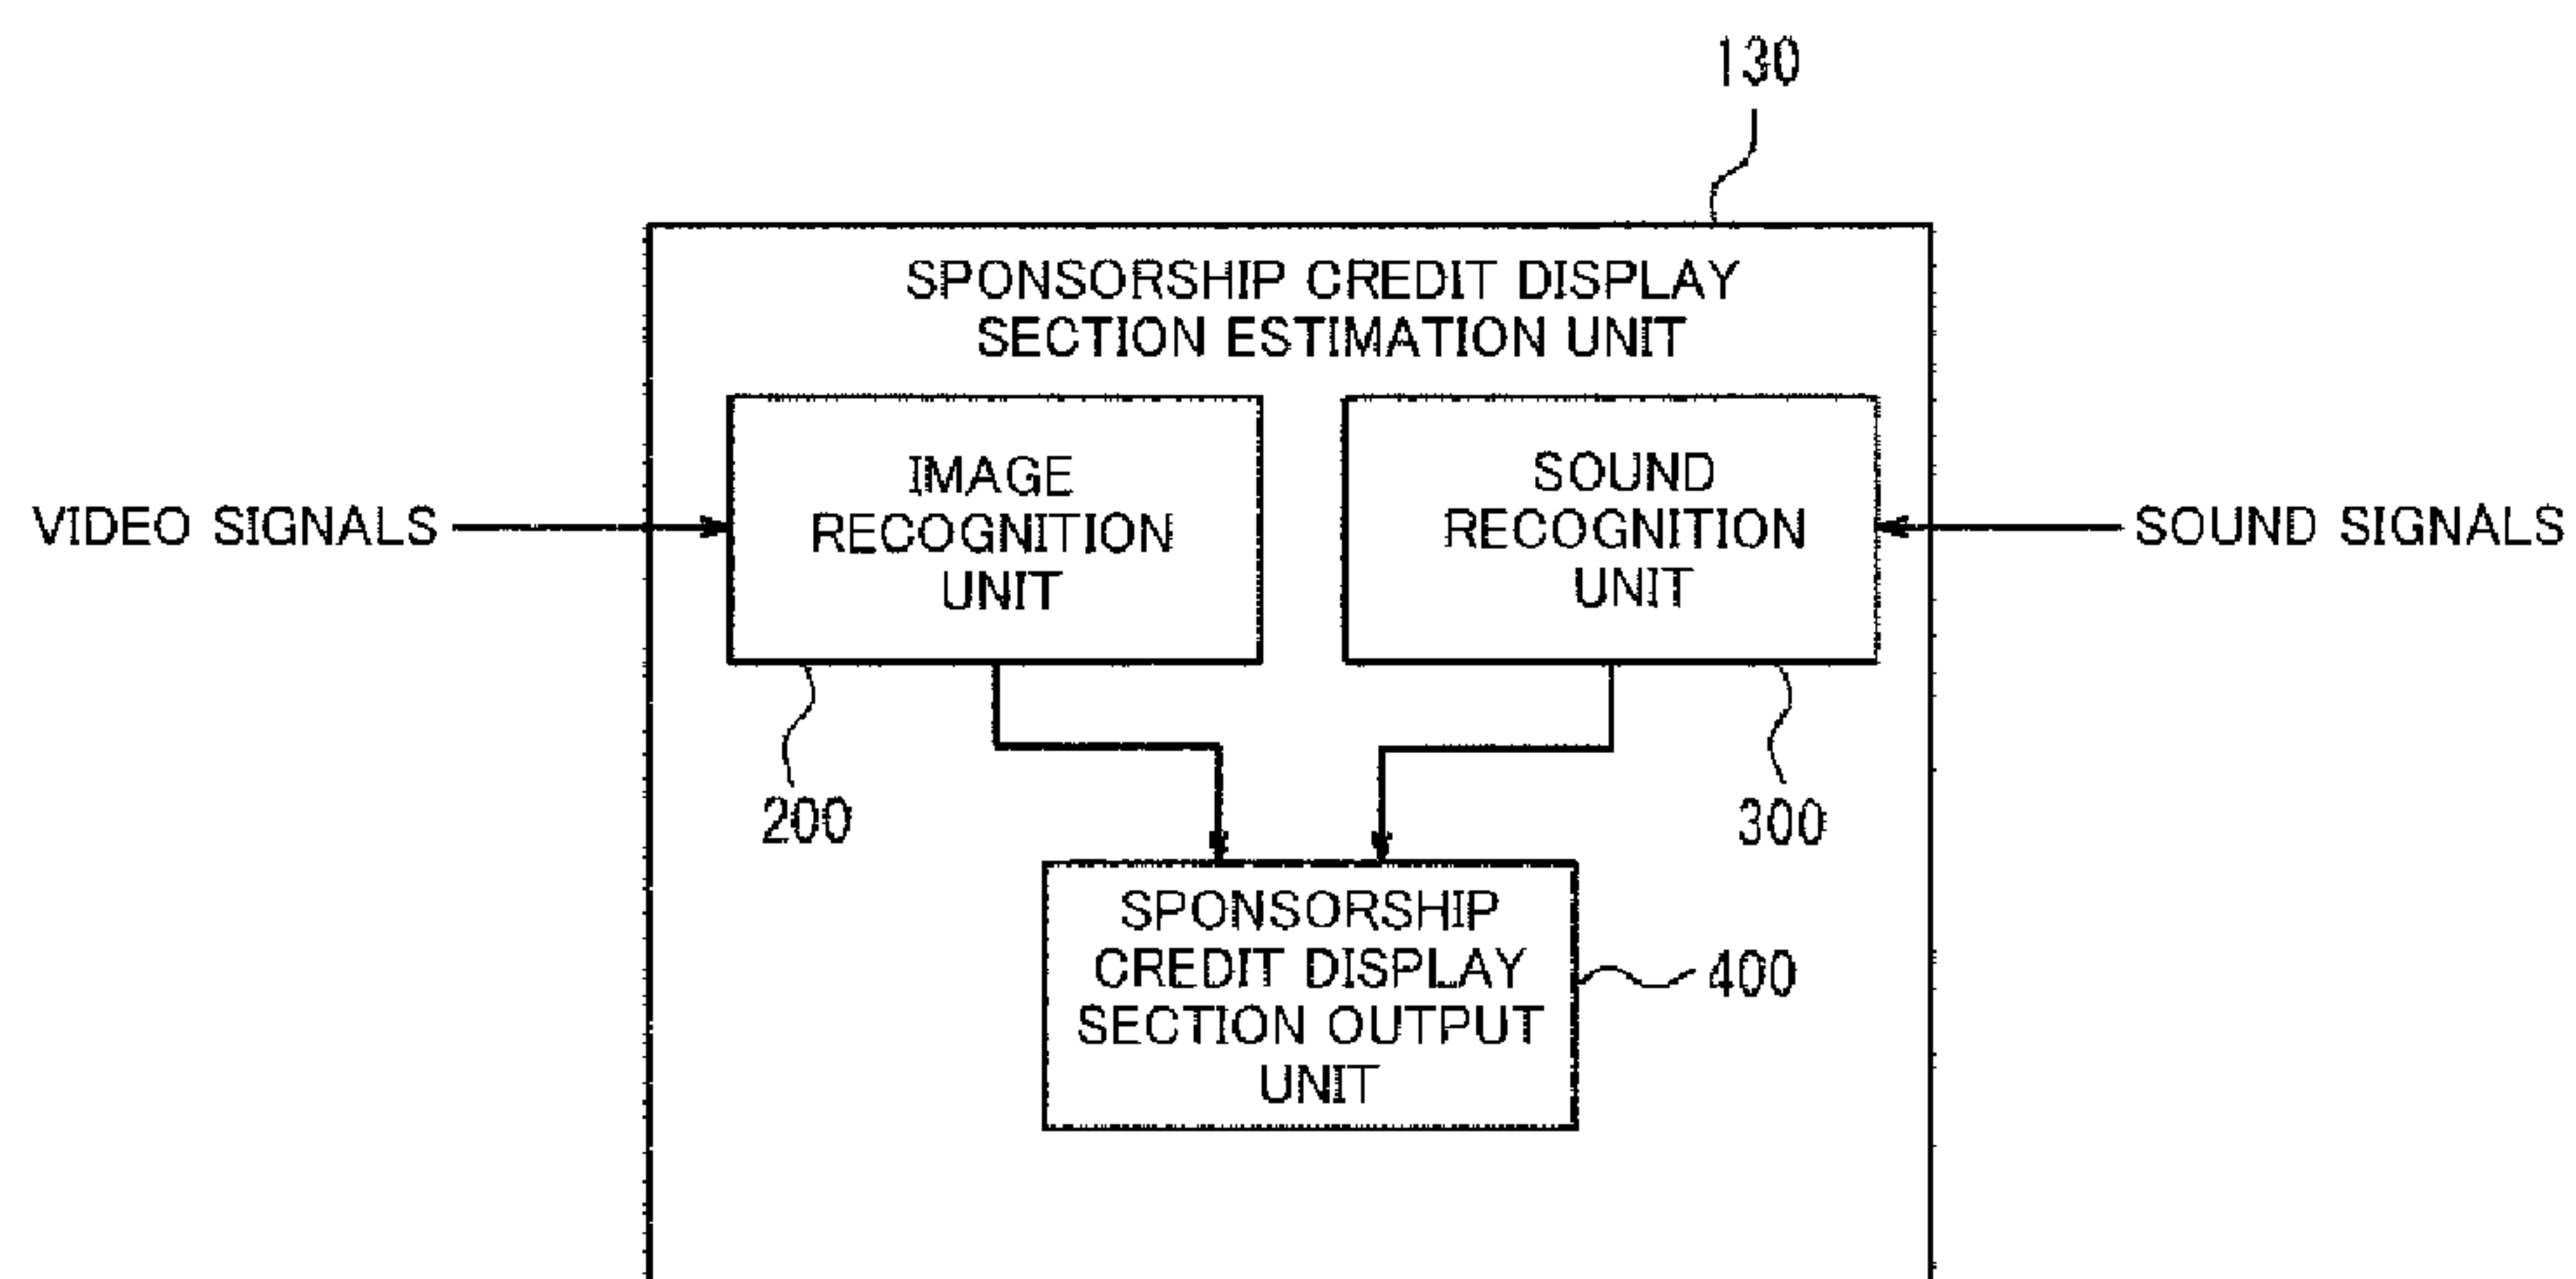 130
SPONSORSHIP CREDIT DISPLAY
SECTION ESTIMATION UNIT
IMAGE
RECOGNITION
UNIT
SOUND
RECOGNITION
UNIT
VIDEO SIGNALS
SOUND SIGNALS
200
300
SPONSORSHIP
CREDIT DISPLAY
SECTION OUTPUT
UNIT
400